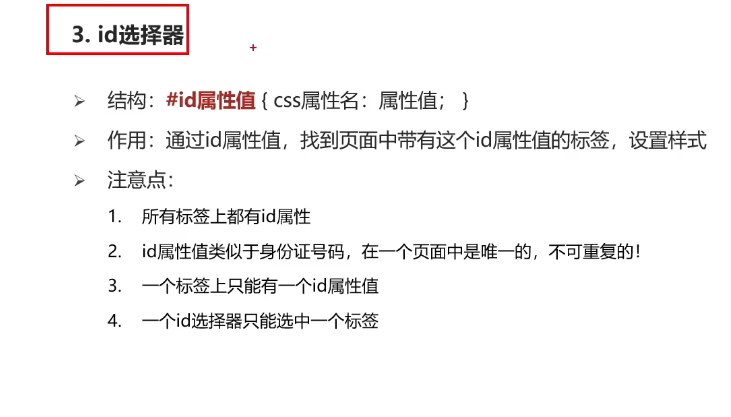 3. id选择器
结构：#id属性值 { css属性名：属性值； }
作用：通过id属性值，找到页面中带有这个id属性值的标签，设置样式
注意点：
1. 所有标签上都有id属性
2. id属性值类似于身份证号码，在一个页面中是唯一的，不可重复的！
3. 一个标签上只能有一个id属性值
4. 一个id选择器只能选中一个标签